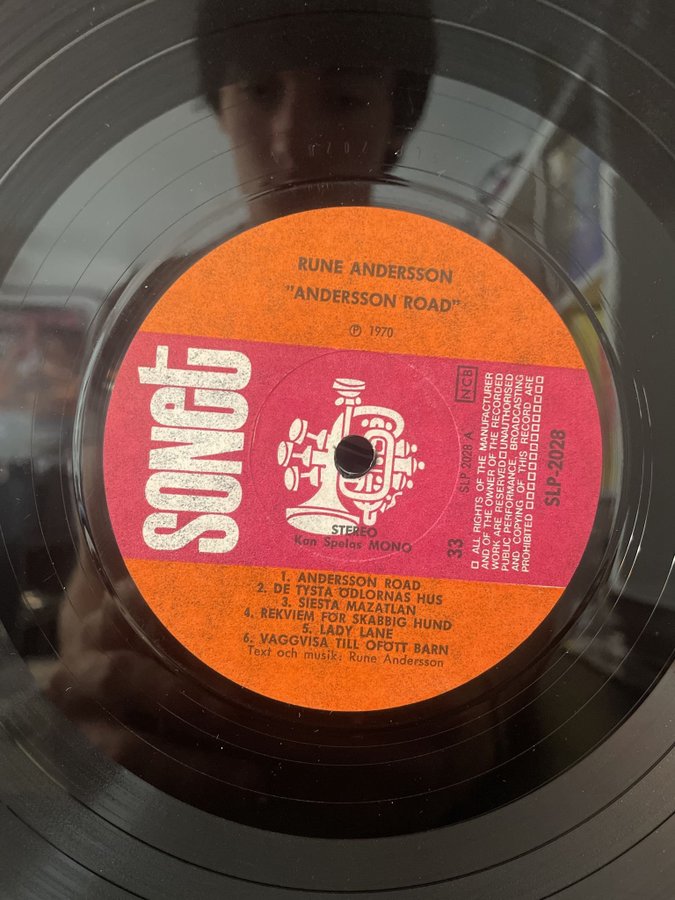 RUNE ANDERSSON
"ANDERSSON ROAD"
Ⓟ 1970
SONET
STEREO
Kan Spelas MONO
33
SLP-2028 A
NCB
□ ALL RIGHTS OF THE MANUFACTURER
AND OF THE OWNER OF THE RECORDED
WORK ARE RESERVED □ UNAUTHORISED
PUBLIC PERFORMANCE, BROADCASTING
AND COPYING OF THIS RECORD ARE
PROHIBITED □□□□□□□□□□□□□
SLP-2028
1. ANDERSSON ROAD
2. DE TYSTA ÖDLORNAS HUS
3. SIESTA MAZATLAN
4. REKVIEM FÖR SKABBIG HUND
5. LADY LANE
6. VAGGVISA TILL OFÖTT BARN
Text och musik: Rune Andersson